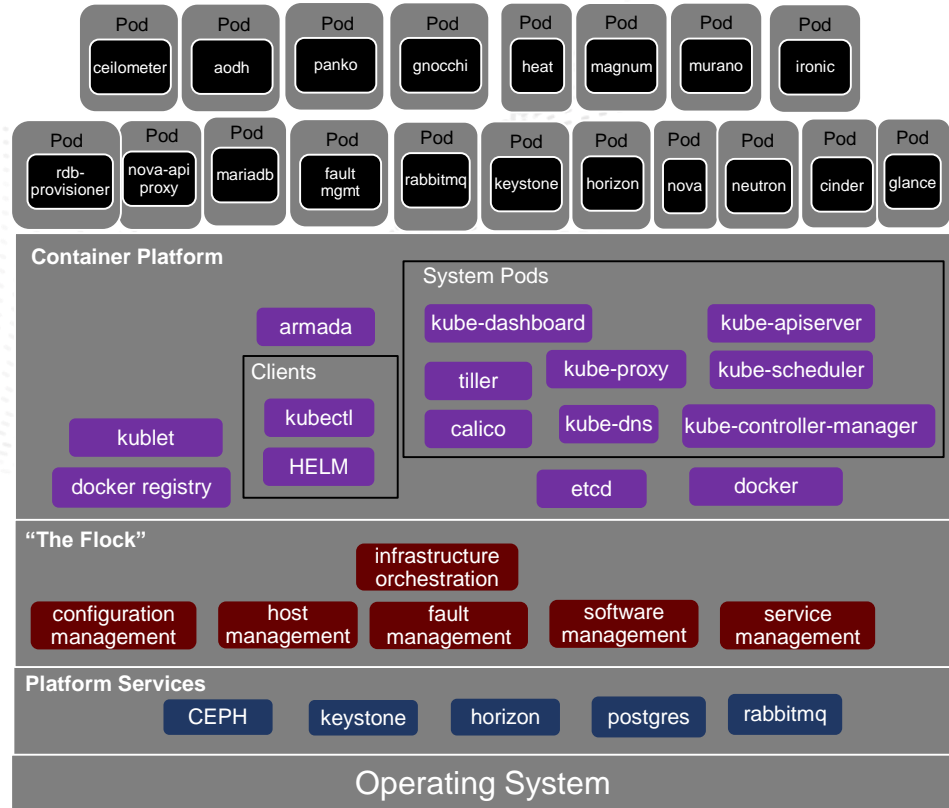 Pod Pod Pod Pod Pod Pod Pod Pod
ceilometer aodh panko gnocchi heat magnum murano ironic
Pod Pod Pod Pod Pod Pod Pod Pod Pod Pod Pod
rdb-
provisioner
nova-api
proxy
mariadb
fault
mgmt
rabbitmq
keystone
horizon
nova
neutron
cinder
glance
Container Platform
System Pods
armada
kube-dashboard
kube-apiserver
Clients
tiller
kube-proxy
kube-scheduler
kubectl
calico
kube-dns
kube-controller-manager
kublet
HELM
docker registry
etcd
docker
“The Flock”
infrastructure
orchestration
configuration
management
host
management
fault
management
software
management
service
management
Platform Services
CEPH
keystone
horizon
postgres
rabbitmq
Operating System